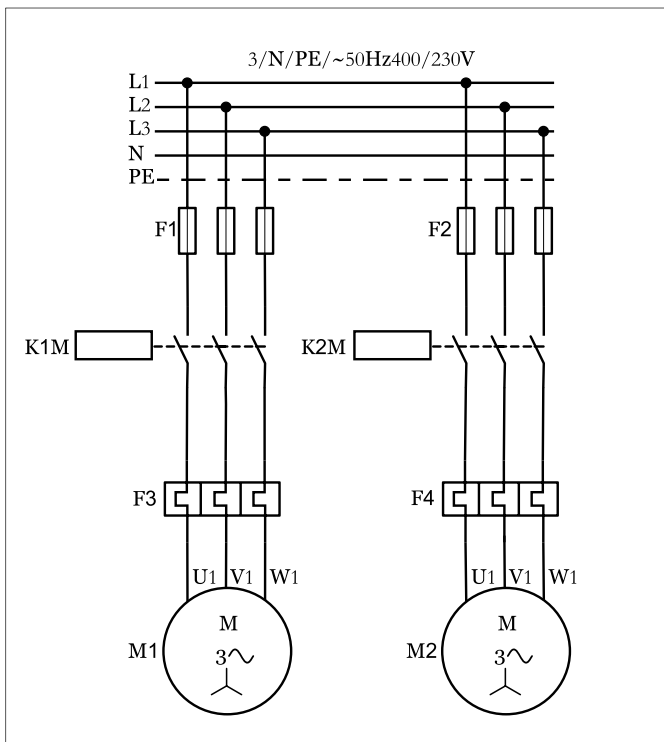 3/N/PE/~50Hz400/230V
L1
L2
L3
N
PE
F1 F2
K1M K2M
F3 F4
U1 V1 W1 U1 V1 W1
M M
M1 3~ M2 3~